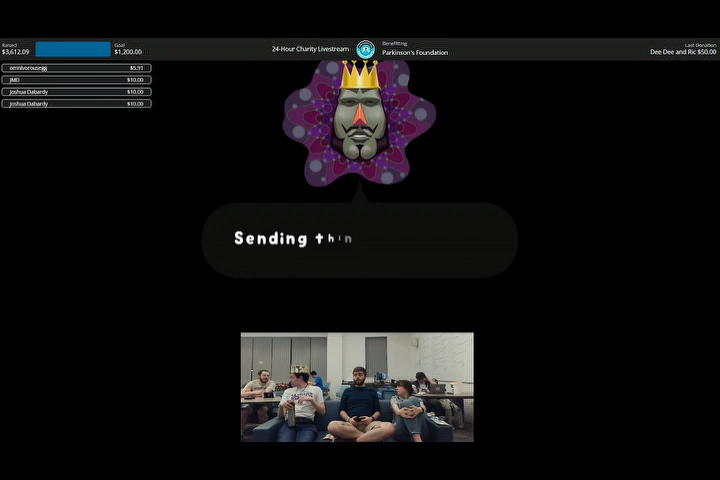 Raised
$3,612.09
Goal
$1,200.00
24-Hour Charity Livestream
Benefitting
Parkinson's Foundation
Last Donation
Dee Dee and Ric $50.00
omnivorousegg $5.91
JMD $10.00
Joshua Dabardy $10.00
Joshua Dabardy $10.00
Sending thin